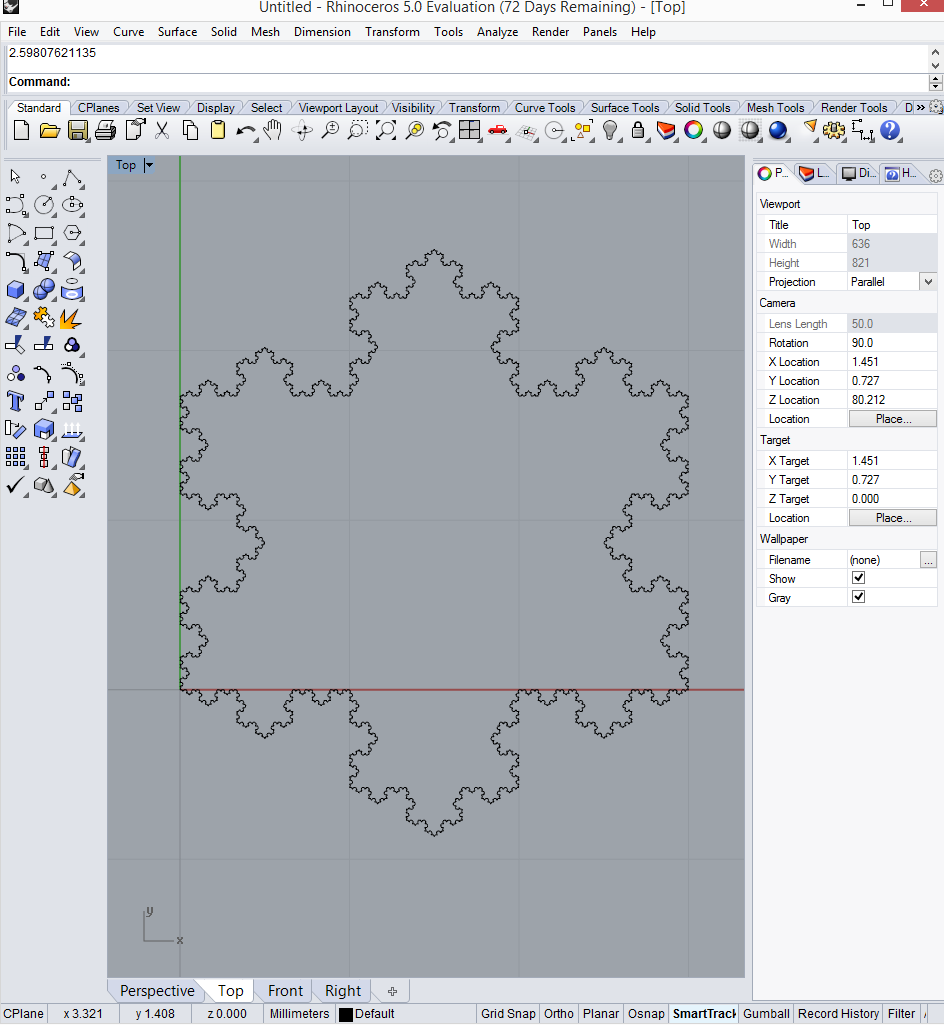 Untitled - Rhinoceros 5.0 Evaluation (72 Days Remaining) - [Top]
File Edit View Curve Surface Solid Mesh Dimension Transform Tools Analyze Render Panels Help
2.59807621135
Command:
Standard CPlanes Set View Display Select Viewport Layout Visibility Transform Curve Tools Surface Tools Solid Tools Mesh Tools Render Tools D »
Top
P... L... Di... H...
Viewport
Title Top
Width 636
Height 821
Projection Parallel
Camera
Lens Length 50.0
Rotation 90.0
X Location 1.451
Y Location 0.727
Z Location 80.212
Location Place...
Target
X Target 1.451
Y Target 0.727
Z Target 0.000
Location Place...
Wallpaper
Filename (none) ...
Show
Gray
y
x
Perspective Top Front Right
CPlane x 3.321 y 1.408 z 0.000 Millimeters Default Grid Snap Ortho Planar Osnap SmartTrack Gumball Record History Filter